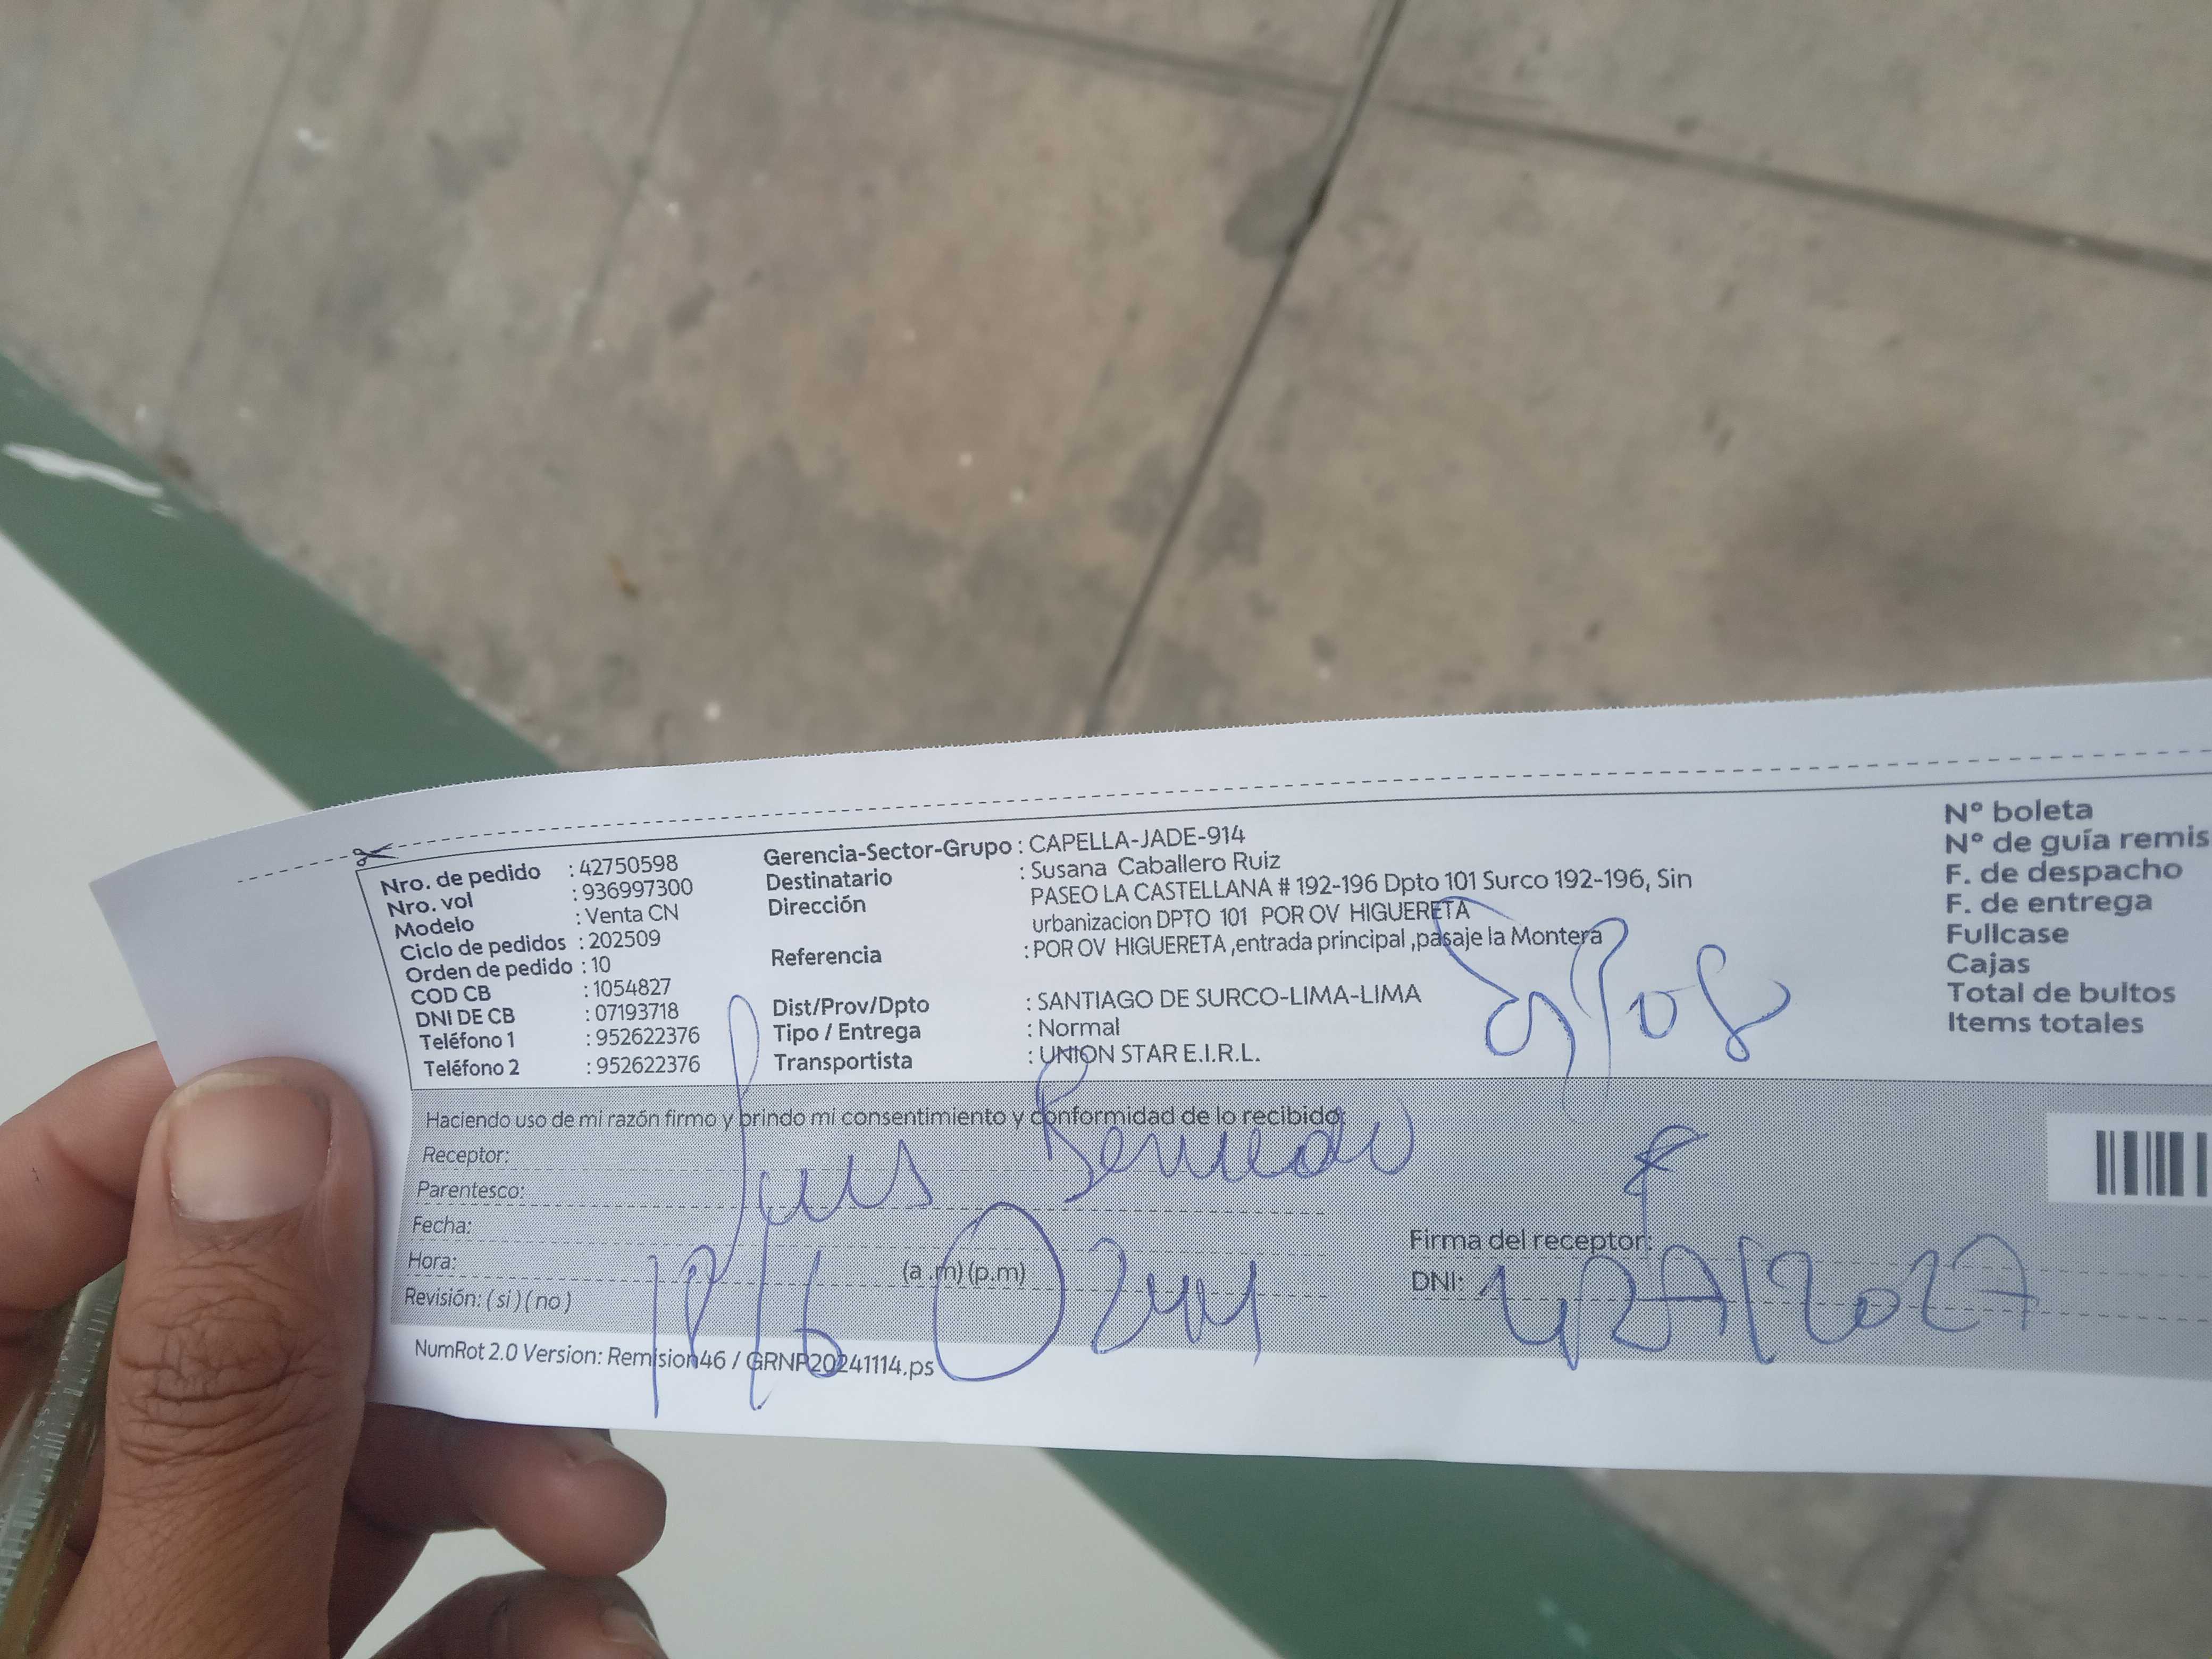 Nro. de pedido : 42750598
Nro. vol : 936997300
Modelo : Venta CN
Ciclo de pedidos : 202509
Orden de pedido : 10
COD CB : 1054827
DNI DE CB : 07193718
Teléfono 1 : 952622376
Teléfono 2 : 952622376
Gerencia-Sector-Grupo : CAPELLA-JADE-914
Destinatario : Susana Caballero Ruiz
Dirección PASEO LA CASTELLANA # 192-196 Dpto 101 Surco 192-196, Sin
urbanizacion DPTO 101 POR OV HIGUERETA
Referencia : POR OV HIGUERETA ,entrada principal ,pasaje la Montera
Dist/Prov/Dpto : SANTIAGO DE SURCO-LIMA-LIMA
Tipo / Entrega : Normal
Transportista : UNION STAR E.I.R.L.
N° boleta
N° de guía remis
F. de despacho
F. de entrega
Fullcase
Cajas
Total de bultos
Items totales
Haciendo uso de mi razón firmo y brindo mi consentimiento y conformidad de lo recibido:
Receptor: Luis
Parentesco:
Fecha:
Hora: (a .m) (p.m)
Revisión: ( si ) ( no )
Firma del receptor:
DNI:
NumRot 2.0 Version: Remision46 / GRNP20241114.ps